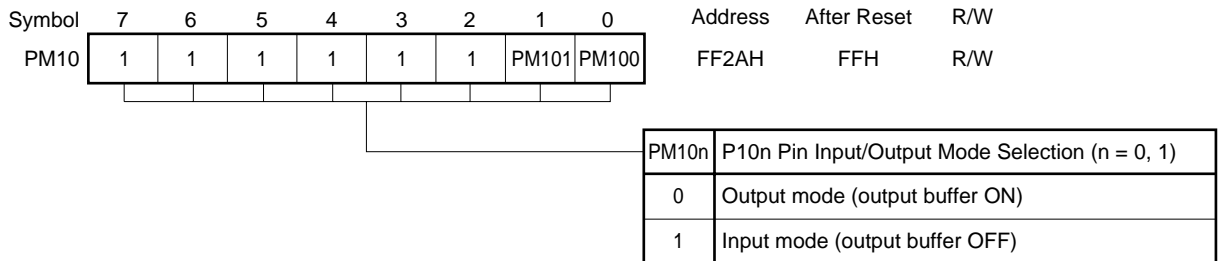 Symbol 7 6 5 4 3 2 1 0 Address After Reset R/W
PM10 1 1 1 1 1 1 PM101 PM100 FF2AH FFH R/W
PM10n P10n Pin Input/Output Mode Selection (n = 0, 1)
0 Output mode (output buffer ON)
1 Input mode (output buffer OFF)